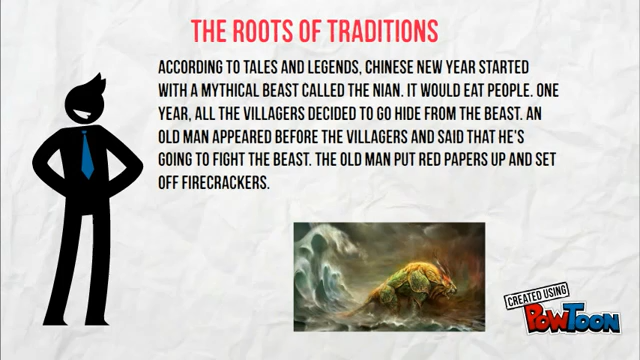 THE ROOTS OF TRADITIONS
ACCORDING TO TALES AND LEGENDS, CHINESE NEW YEAR STARTED
WITH A MYTHICAL BEAST CALLED THE NIAN. IT WOULD EAT PEOPLE. ONE
YEAR, ALL THE VILLAGERS DECIDED TO GO HIDE FROM THE BEAST. AN
OLD MAN APPEARED BEFORE THE VILLAGERS AND SAID THAT HE'S
GOING TO FIGHT THE BEAST. THE OLD MAN PUT RED PAPERS UP AND SET
OFF FIRECRACKERS.
CREATED USING
POWTOON